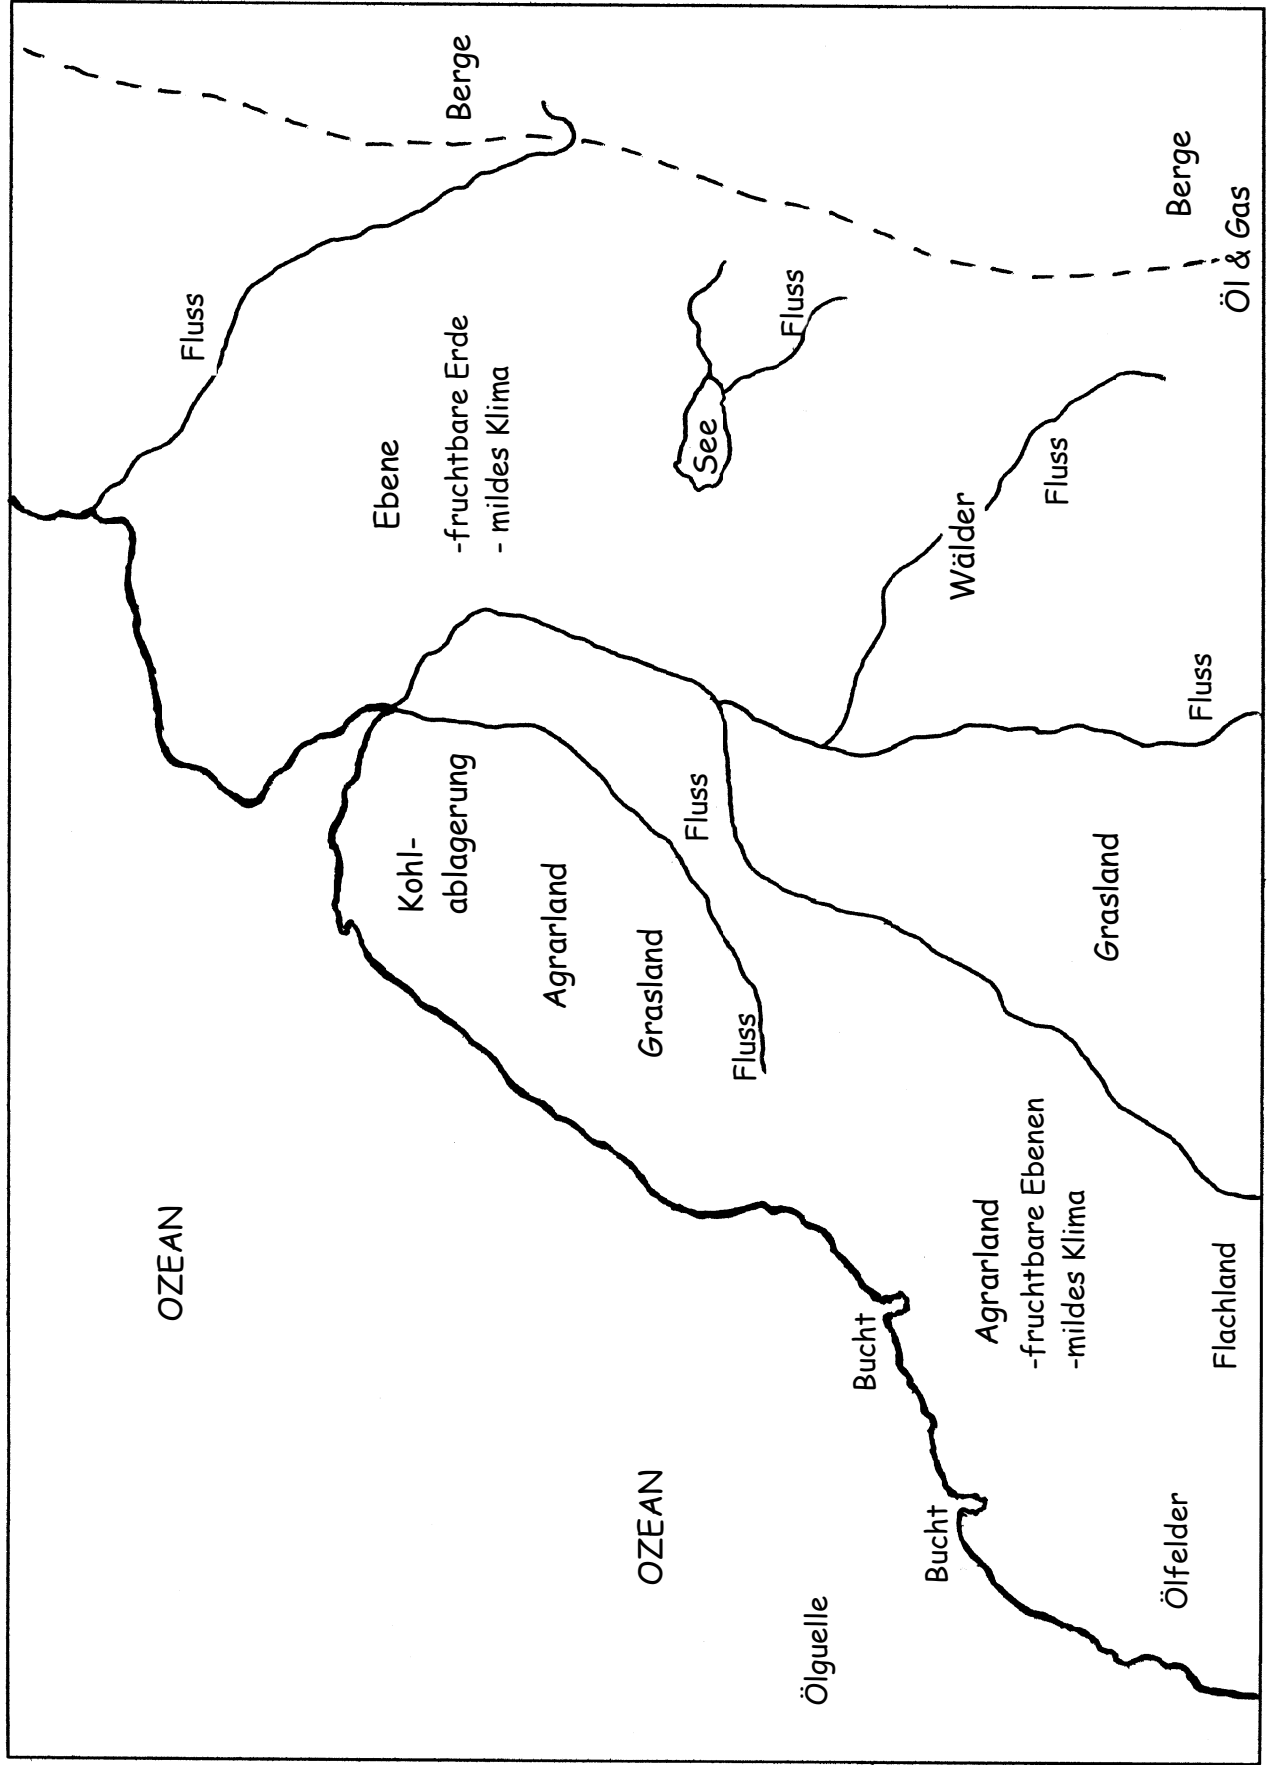 OZEAN
Fluss
Ebene
-fruchtbare Erde
- mildes Klima
Berge
Kohl-
ablagerung
Agrarland
OZEAN
Grasland
Fluss
See
Fluss
Fluss
Ölguelle
Bucht
Bucht
Wälder
Agrarland
-fruchtbare Ebenen
-mildes Klima
Fluss
Grasland
Ölfelder
Berge
Fluss
Flachland
Öl & Gas